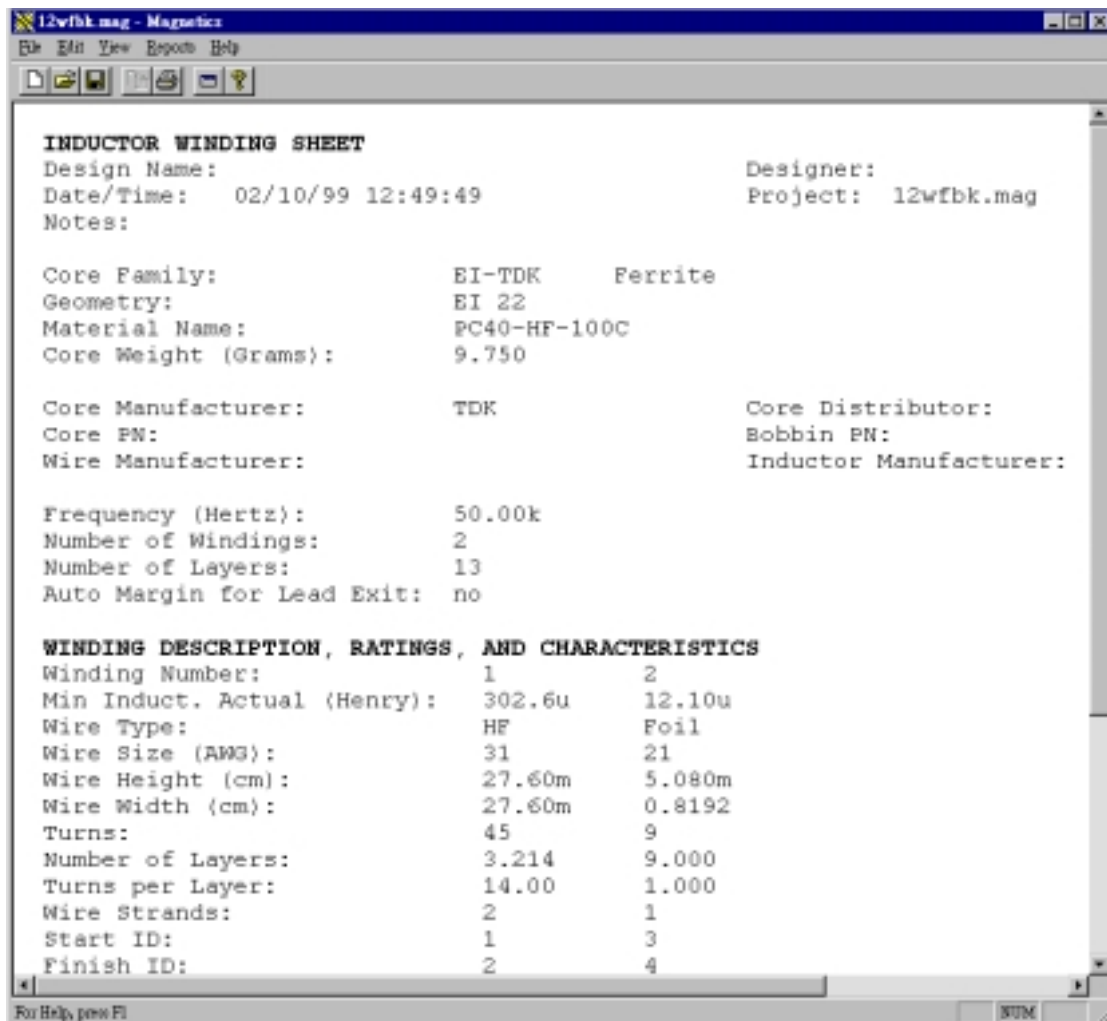 12wfbk.mag - Magnetics
File Edit View Reports Help
INDUCTOR WINDING SHEET
Design Name: Designer:
Date/Time: 02/10/99 12:49:49 Project: 12wfbk.mag
Notes:
Core Family: EI-TDK Ferrite
Geometry: EI 22
Material Name: PC40-HF-100C
Core Weight (Grams): 9.750
Core Manufacturer: TDK Core Distributor:
Core PN: Bobbin PN:
Wire Manufacturer: Inductor Manufacturer:
Frequency (Hertz): 50.00k
Number of Windings: 2
Number of Layers: 13
Auto Margin for Lead Exit: no
WINDING DESCRIPTION, RATINGS, AND CHARACTERISTICS
Winding Number: 1 2
Min Induct. Actual (Henry): 302.6u 12.10u
Wire Type: HF Foil
Wire Size (AWG): 31 21
Wire Height (cm): 27.60m 5.080m
Wire Width (cm): 27.60m 0.8192
Turns: 45 9
Number of Layers: 3.214 9.000
Turns per Layer: 14.00 1.000
Wire Strands: 2 1
Start ID: 1 3
Finish ID: 2 4
For Help, press F1 NUM